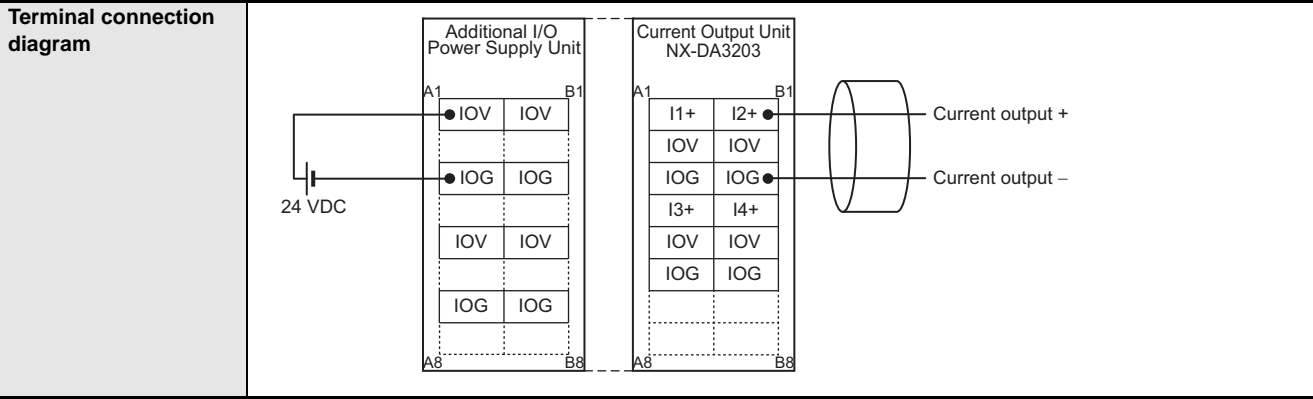 Terminal connection
diagram
Additional I/O
Power Supply Unit
A1 B1
IOV IOV
IOG IOG
IOV IOV
IOG IOG
A8 B8
24 VDC
Current Output Unit
NX-DA3203
A1 B1
I1+ I2+
IOV IOV
IOG IOG
I3+ I4+
IOV IOV
IOG IOG
A8 B8
Current output +
Current output −